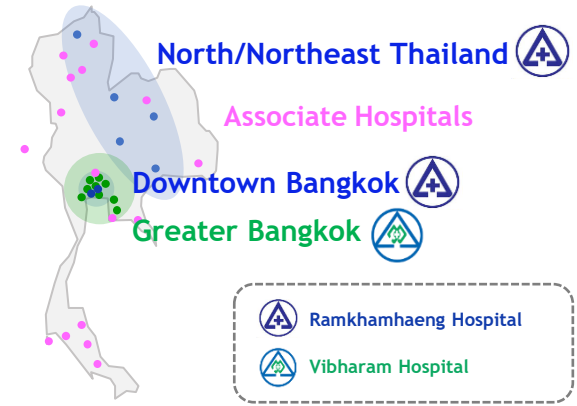 North/Northeast Thailand
Associate Hospitals
Downtown Bangkok
Greater Bangkok
Ramkhamhaeng Hospital
Vibharam Hospital